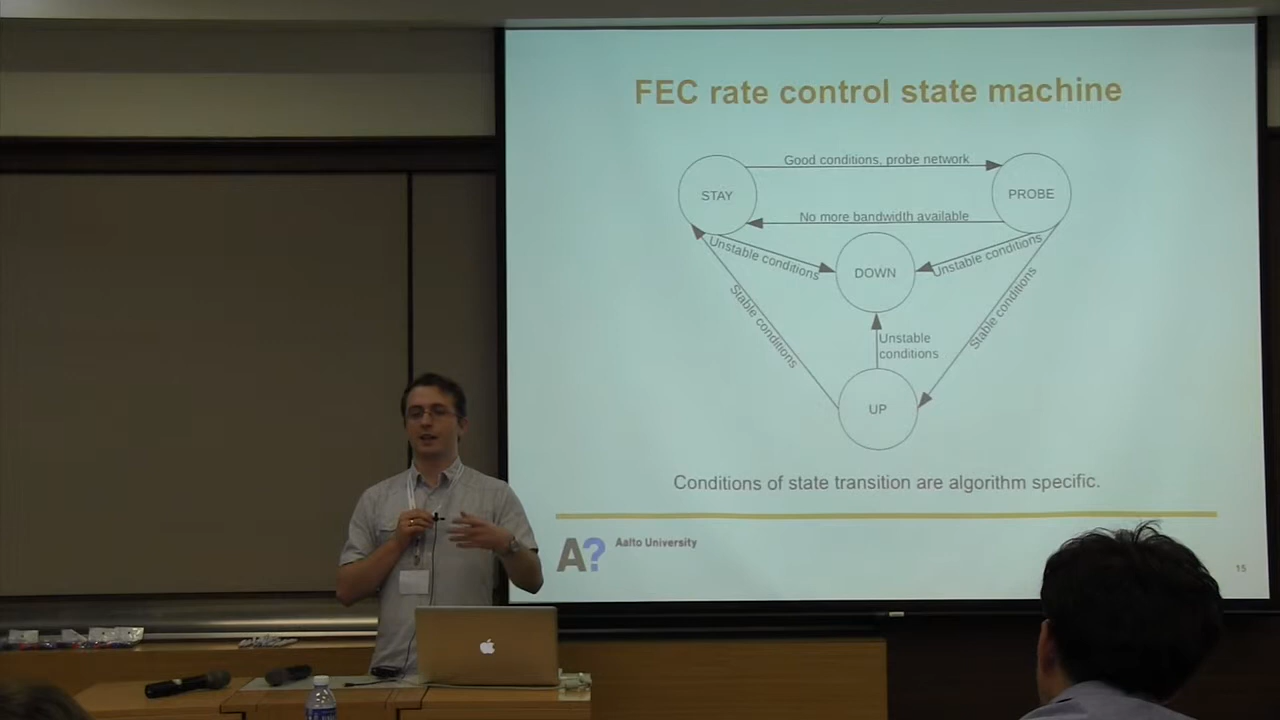 FEC rate control state machine
Good conditions, probe network
STAY
PROBE
No more bandwidth available
Unstable conditions
Unstable conditions
DOWN
Stable conditions
Stable conditions
Unstable
conditions
UP
Conditions of state transition are algorithm specific.
A?
Aalto University
15